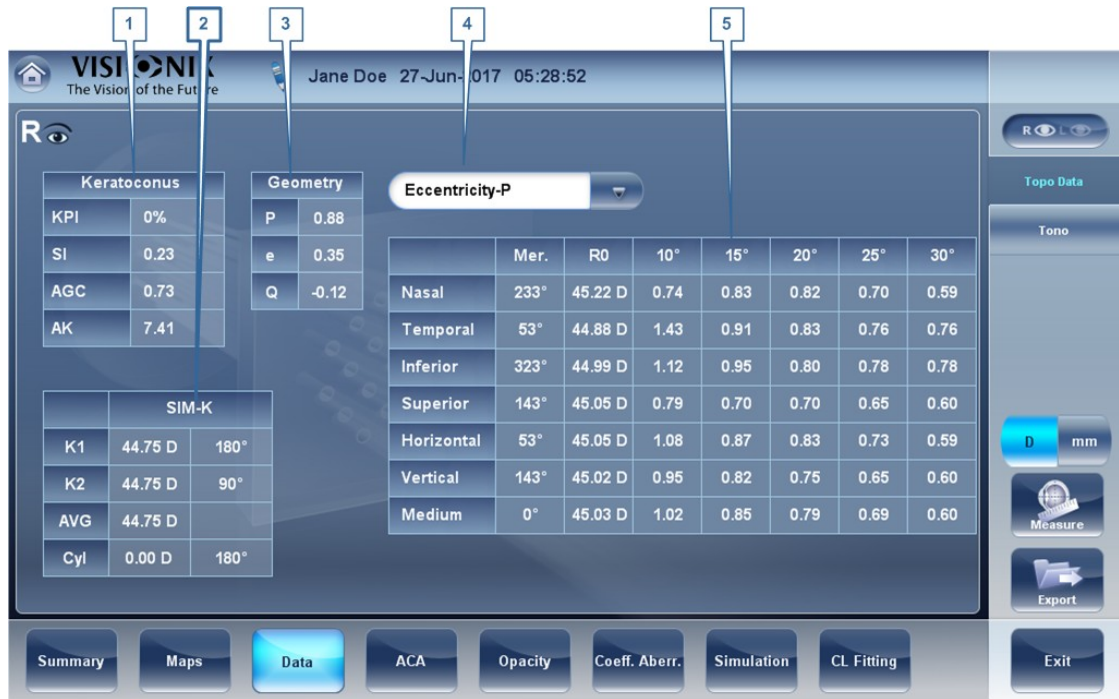 1 2 3 4 5
VISIONIX
The Vision of the Future
Jane Doe 27-Jun-2017 05:28:52
R
R L
Topo Data
Tono
Keratoconus
KPI 0%
SI 0.23
AGC 0.73
AK 7.41
Geometry
P 0.88
e 0.35
Q -0.12
Eccentricity-P
Mer. R0 10° 15° 20° 25° 30°
Nasal 233° 45.22 D 0.74 0.83 0.82 0.70 0.59
Temporal 53° 44.88 D 1.43 0.91 0.83 0.76 0.76
Inferior 323° 44.99 D 1.12 0.95 0.80 0.78 0.78
Superior 143° 45.05 D 0.79 0.70 0.70 0.65 0.60
Horizontal 53° 45.05 D 1.08 0.87 0.83 0.73 0.59
Vertical 143° 45.02 D 0.95 0.82 0.75 0.65 0.60
Medium 0° 45.03 D 1.02 0.85 0.79 0.69 0.60
SIM-K
K1 44.75 D 180°
K2 44.75 D 90°
AVG 44.75 D
Cyl 0.00 D 180°
D mm
Measure
Export
Summary Maps Data ACA Opacity Coeff. Aberr. Simulation CL Fitting Exit